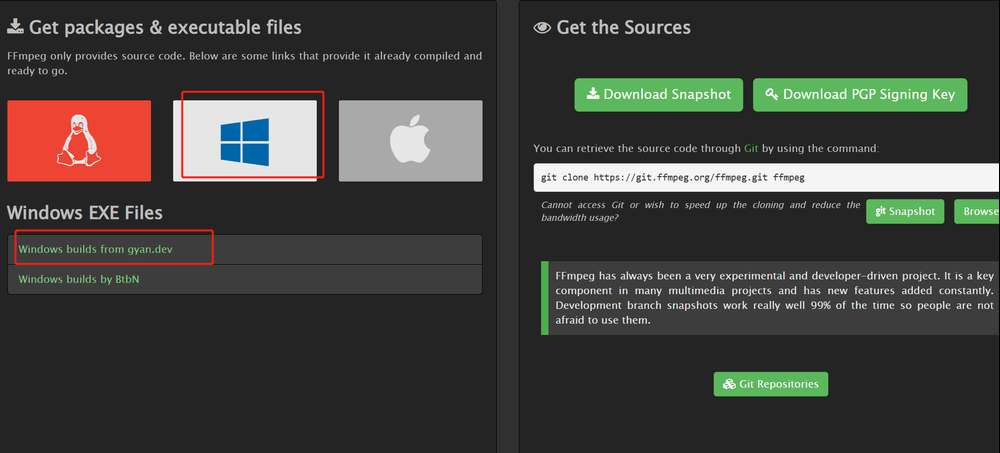 Get packages & executable files
FFmpeg only provides source code. Below are some links that provide it already compiled and
ready to go.
Windows EXE Files
Windows builds from gyan.dev
Windows builds by BtbN
Get the Sources
Download Snapshot
Download PGP Signing Key
You can retrieve the source code through Git by using the command:
git clone https://git.ffmpeg.org/ffmpeg.git ffmpeg
Cannot access Git or wish to speed up the cloning and reduce the
bandwidth usage?
git Snapshot
Browse
FFmpeg has always been a very experimental and developer-driven project. It is a key
component in many multimedia projects and has new features added constantly.
Development branch snapshots work really well 99% of the time so people are not
afraid to use them.
Git Repositories